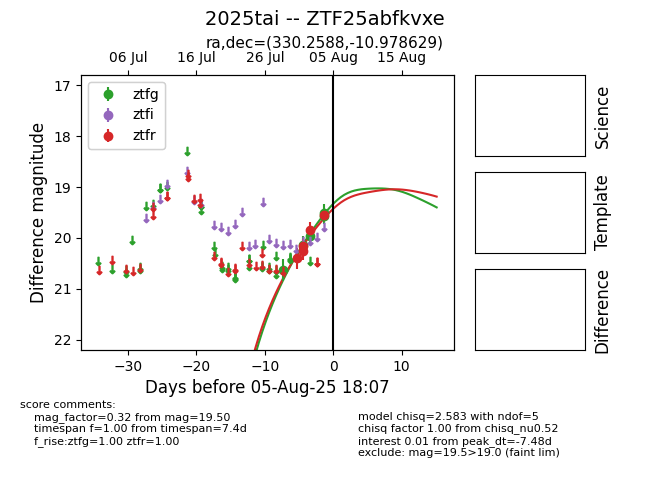 2025tai -- ZTF25abfkvxe
ra,dec=(330.2588,-10.978629)
06 Jul 16 Jul 26 Jul 05 Aug 15 Aug
17
18
19
20
21
22
Difference magnitude
ztfg
ztfi
ztfr
−30 −20 −10 0 10
Days before 05-Aug-25 18:07
Science
Template
Difference
score comments:
mag_factor=0.32 from mag=19.50
timespan f=1.00 from timespan=7.4d
f_rise:ztfg=1.00 ztfr=1.00
model chisq=2.583 with ndof=5
chisq factor 1.00 from chisq_nu0.52
interest 0.01 from peak_dt=-7.48d
exclude: mag=19.5>19.0 (faint lim)